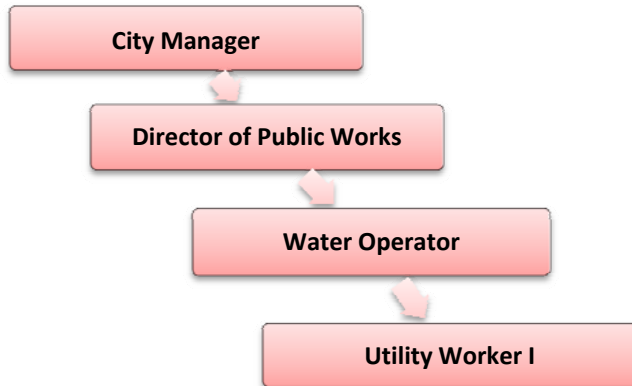 City Manager
Director of Public Works
Water Operator
Utility Worker I